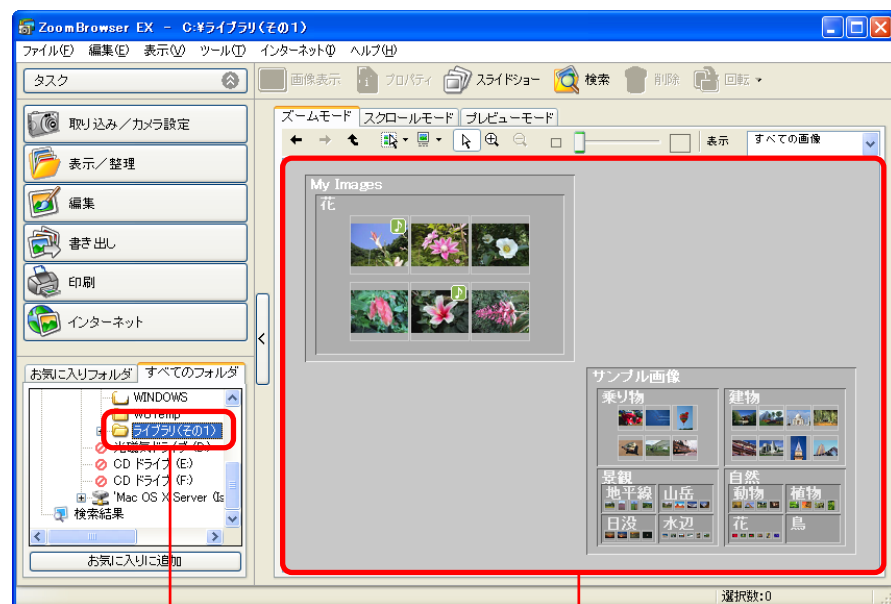 ZoomBrowser EX - C:¥ライブラリ(その1)
ファイル(F) 編集(E) 表示(V) ツール(T) インターネット(I) ヘルプ(H)
タスク
画像表示 プロパティ スライドショー 検索 削除 回転
取り込み/カメラ設定
表示/整理
編集
書き出し
印刷
インターネット
ズームモード スクロールモード プレビューモード
表示 すべての画像
My Images
花
サンプル画像
乗り物 建物
景観 自然
地平線 山岳 動物 植物
日没 水辺 花 鳥
お気に入りフォルダ すべてのフォルダ
WINDOWS
WUTemp
ライブラリ(その1)
光磁気ドライブ (D:)
CD ドライブ (E:)
CD ドライブ (F:)
'Mac OS X Server (Is
検索結果
お気に入りに追加
選択数:0